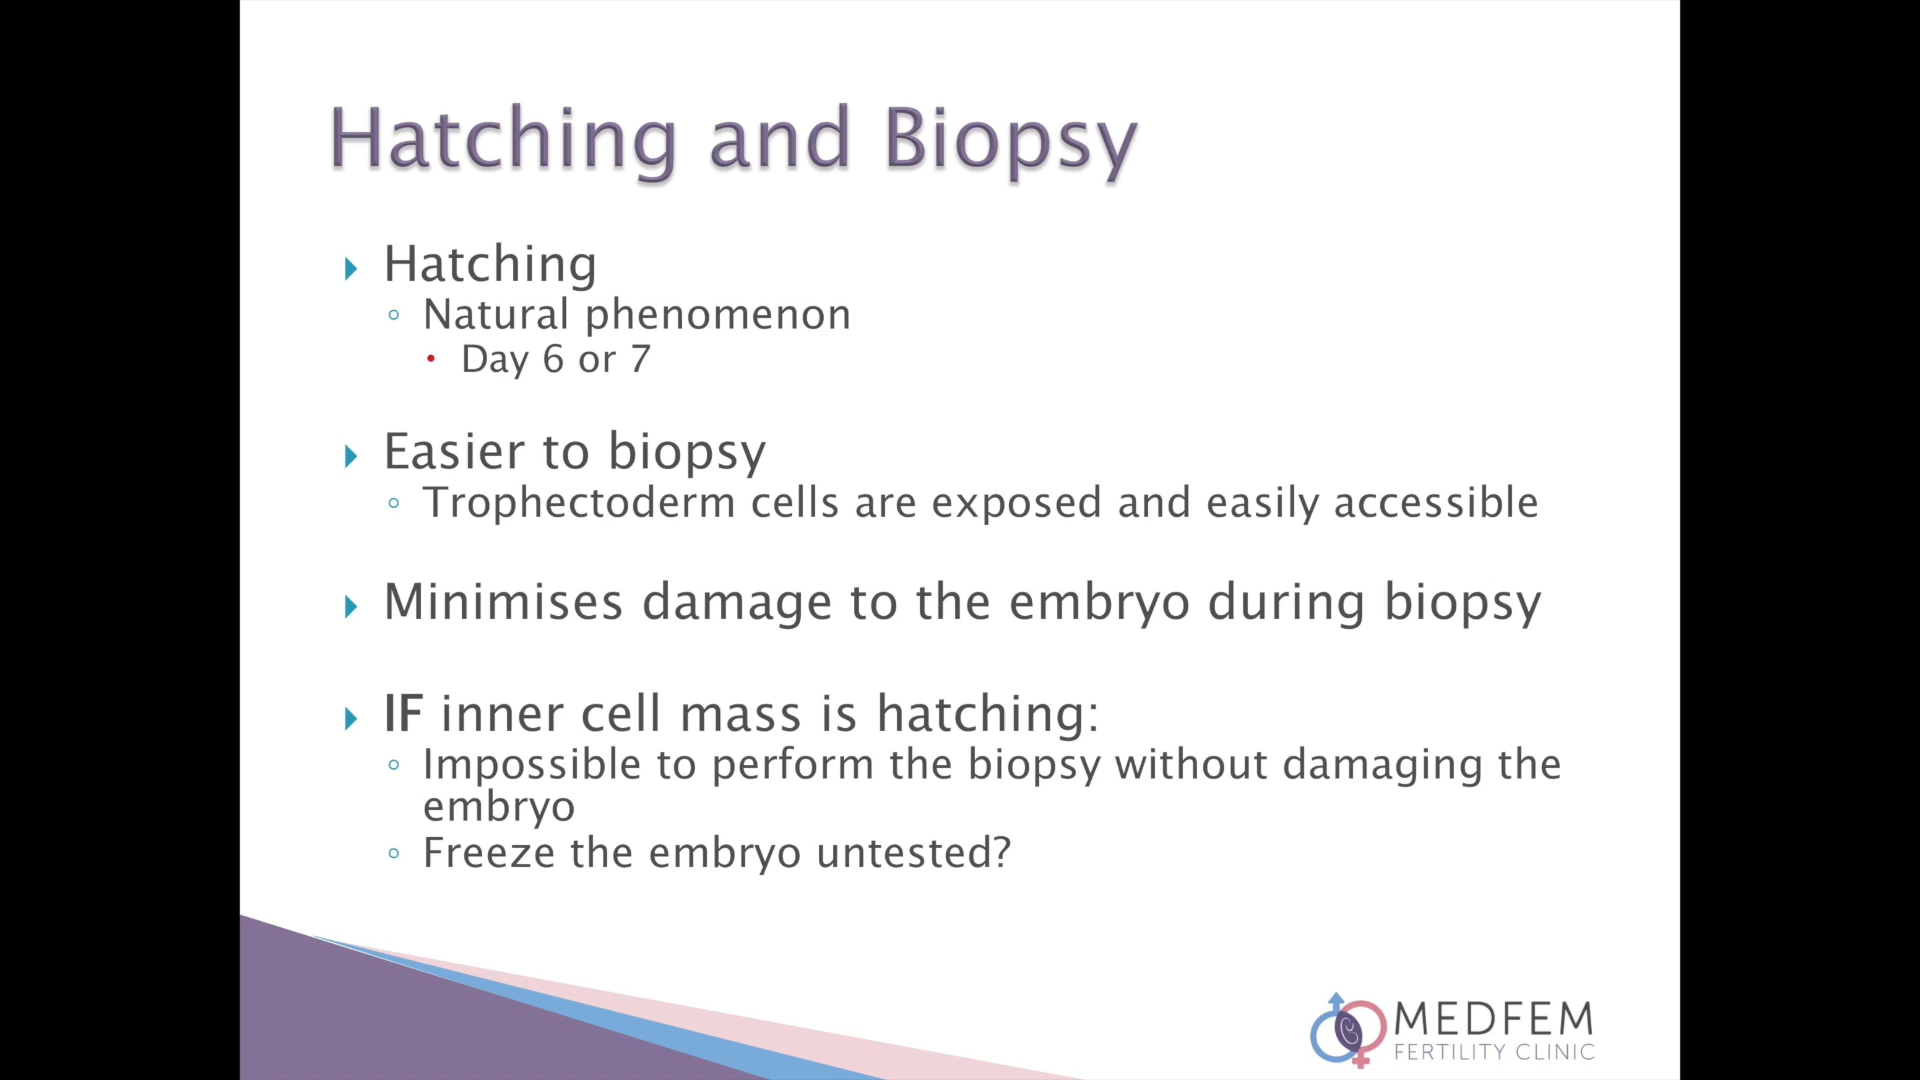 Hatching and Biopsy
Hatching
Natural phenomenon
Day 6 or 7
Easier to biopsy
Trophectoderm cells are exposed and easily accessible
Minimises damage to the embryo during biopsy
IF inner cell mass is hatching:
Impossible to perform the biopsy without damaging the
embryo
Freeze the embryo untested?
MEDFEM
FERTILITY CLINIC